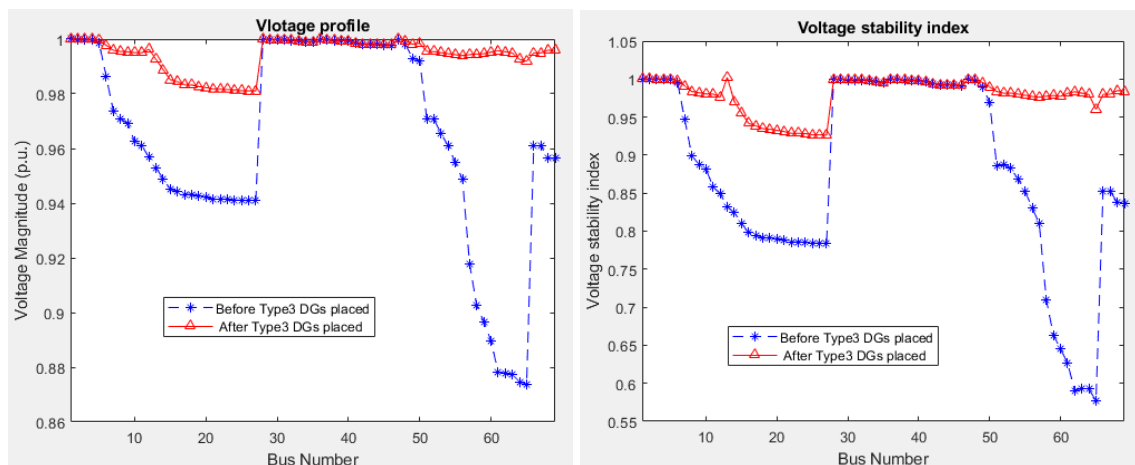 Vlotage profile
1
0.98
0.96
0.94
0.92
0.9
0.88
0.86
Voltage Magnitude (p.u.)
Before Type3 DGs placed
After Type3 DGs placed
10 20 30 40 50 60
Bus Number
Voltage stability index
1.05
1
0.95
0.9
0.85
0.8
0.75
0.7
0.65
0.6
0.55
Voltage stability index
Before Type3 DGs placed
After Type3 DGs placed
10 20 30 40 50 60
Bus Number